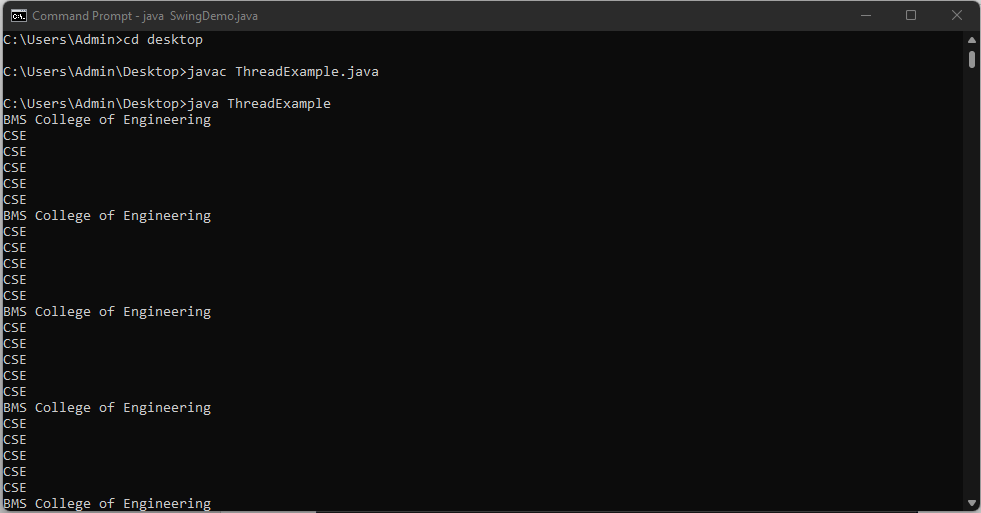 Command Prompt - java SwingDemo.java
C:\Users\Admin>cd desktop
C:\Users\Admin\Desktop>javac ThreadExample.java
C:\Users\Admin\Desktop>java ThreadExample
BMS College of Engineering
CSE
CSE
CSE
CSE
CSE
BMS College of Engineering
CSE
CSE
CSE
CSE
CSE
BMS College of Engineering
CSE
CSE
CSE
CSE
CSE
BMS College of Engineering
CSE
CSE
CSE
CSE
CSE
BMS College of Engineering